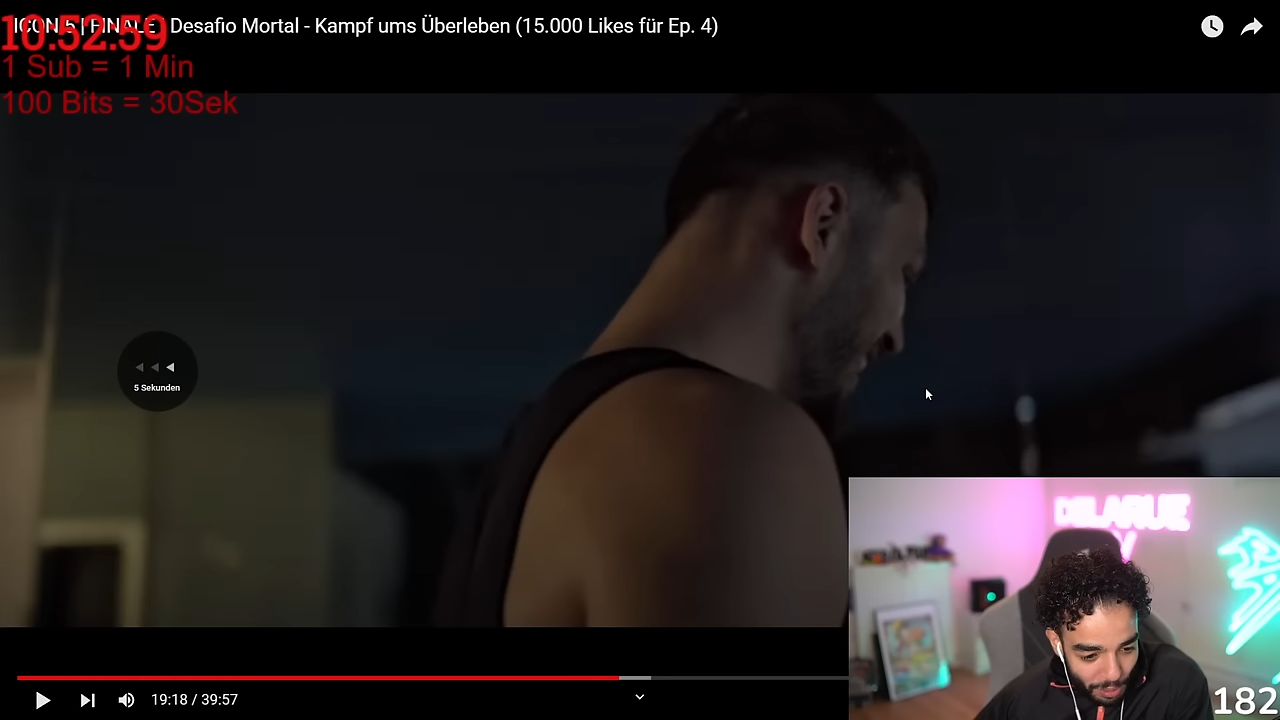 ICON 5 | FINALE - Desafio Mortal - Kampf ums Überleben (15.000 Likes für Ep. 4)
10:52:59
1 Sub = 1 Min
100 Bits = 30Sek
5 Sekunden
DELARUE
19:18 / 39:57
182